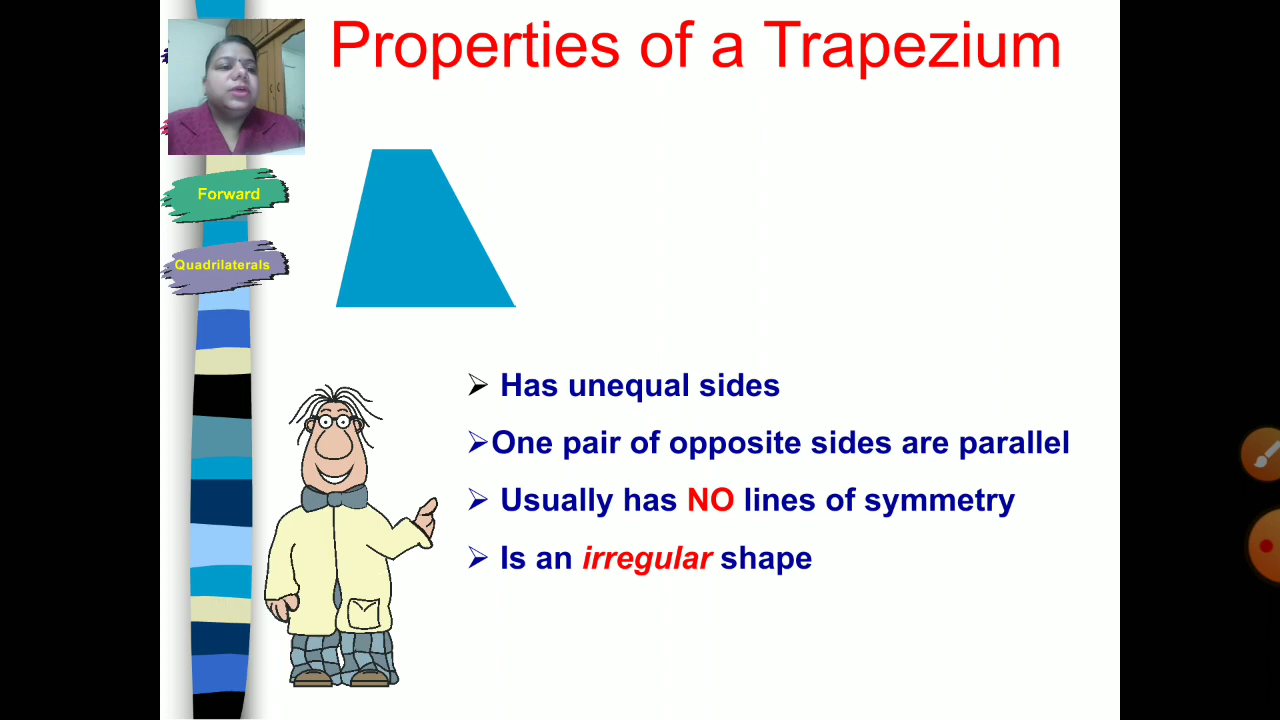 Properties of a Trapezium
Forward
Quadrilaterals
➢ Has unequal sides
➢One pair of opposite sides are parallel
➢ Usually has NO lines of symmetry
➢ Is an irregular shape